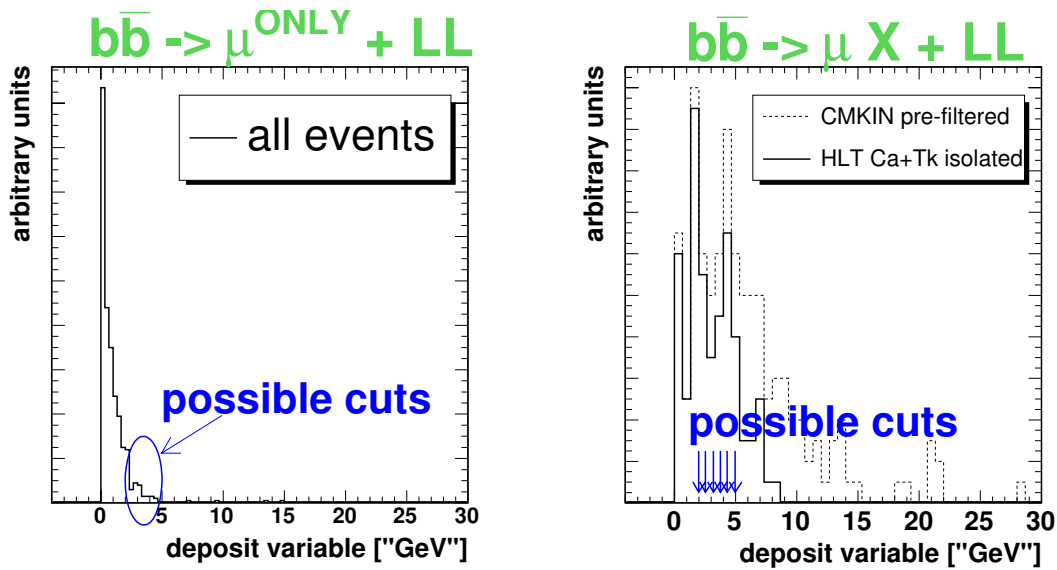 bb̅ -> μ^ONLY + LL
arbitrary units
all events
possible cuts
0 5 10 15 20 25 30
deposit variable ["GeV"]
bb̅ -> μ X + LL
arbitrary units
CMKIN pre-filtered
HLT Ca+Tk isolated
possible cuts
0 5 10 15 20 25 30
deposit variable ["GeV"]